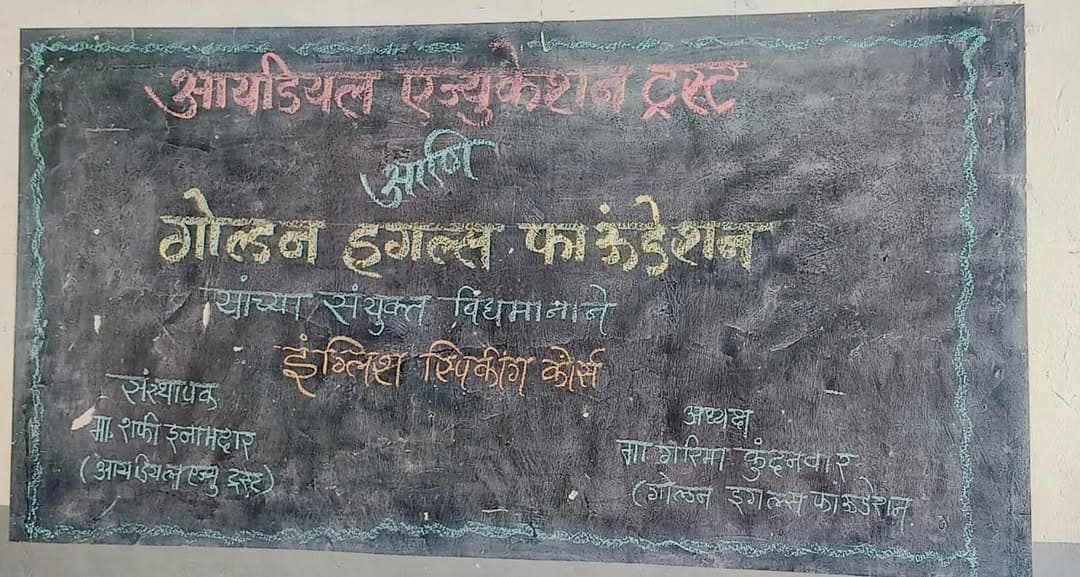 आयडियल एज्युकेशन ट्रस्ट
आणि
गोल्डन इगल्स फाऊंडेशन
यांच्या संयुक्त विद्यमानाने
इंग्लिश स्पिकींग कोर्स
संस्थापक
मा. शफी इनामदार
(आयडियल एज्यु ट्रस्ट)
अध्यक्ष
मा गरिमा कुंदनवार
(गोल्डन इगल्स फाऊंडेशन.